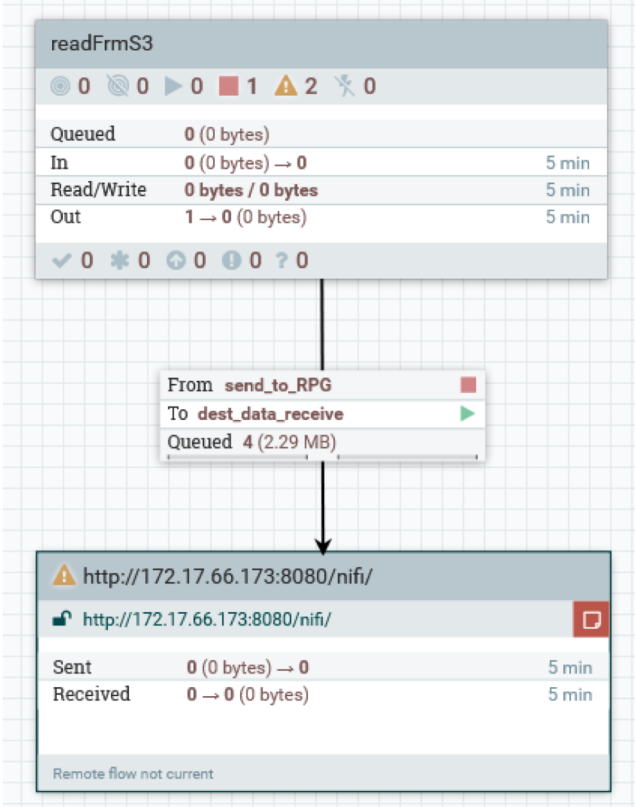 readFrmS3
0 0 0 1 2 0
Queued 0 (0 bytes)
In 0 (0 bytes) → 0 5 min
Read/Write 0 bytes / 0 bytes 5 min
Out 1 → 0 (0 bytes) 5 min
0 0 0 0 ? 0
From send_to_RPG
To dest_data_receive
Queued 4 (2.29 MB)
http://172.17.66.173:8080/nifi/
http://172.17.66.173:8080/nifi/
Sent 0 (0 bytes) → 0 5 min
Received 0 → 0 (0 bytes) 5 min
Remote flow not current